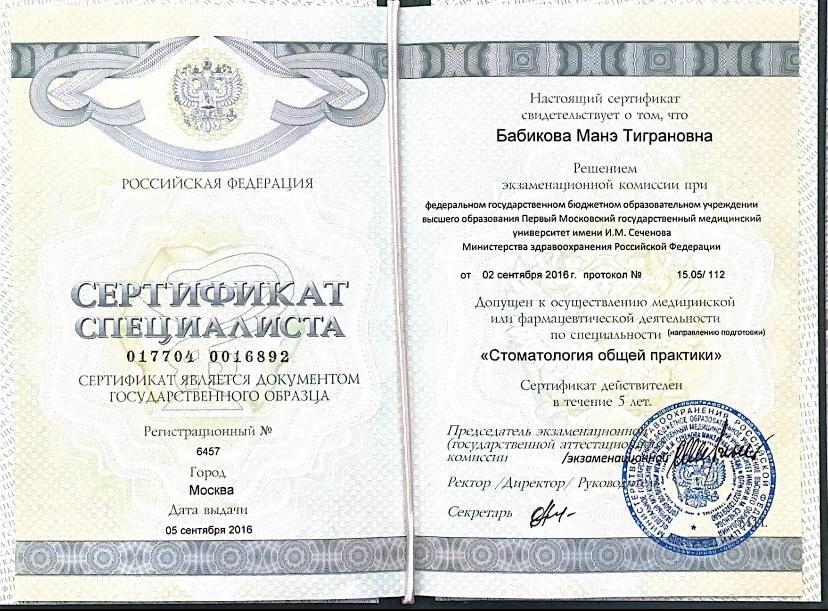 РОССИЙСКАЯ ФЕДЕРАЦИЯ
СЕРТИФИКАТ
СПЕЦИАЛИСТА
017704 0016892
СЕРТИФИКАТ ЯВЛЯЕТСЯ ДОКУМЕНТОМ
ГОСУДАРСТВЕННОГО ОБРАЗЦА
Регистрационный №
6457
Город
Москва
Дата выдачи
05 сентября 2016
Настоящий сертификат
свидетельствует о том, что
Бабикова Манэ Тиграновна
Решением
экзаменационной комиссии при
федеральном государственном бюджетном образовательном учреждении
высшего образования Первый Московский государственный медицинский
университет имени И.М. Сеченова
Министерства здравоохранения Российской Федерации
от 02 сентября 2016 г. протокол № 15.05/ 112
Допущен к осуществлению медицинской
или фармацевтической деятельности
по специальности (направлению подготовки)
«Стоматология общей практики»
Сертификат действителен
в течение 5 лет.
Председатель экзаменационной
(государственной аттестационной
комиссии /экзаменационной
Ректор /Директор/ Руководитель
Секретарь